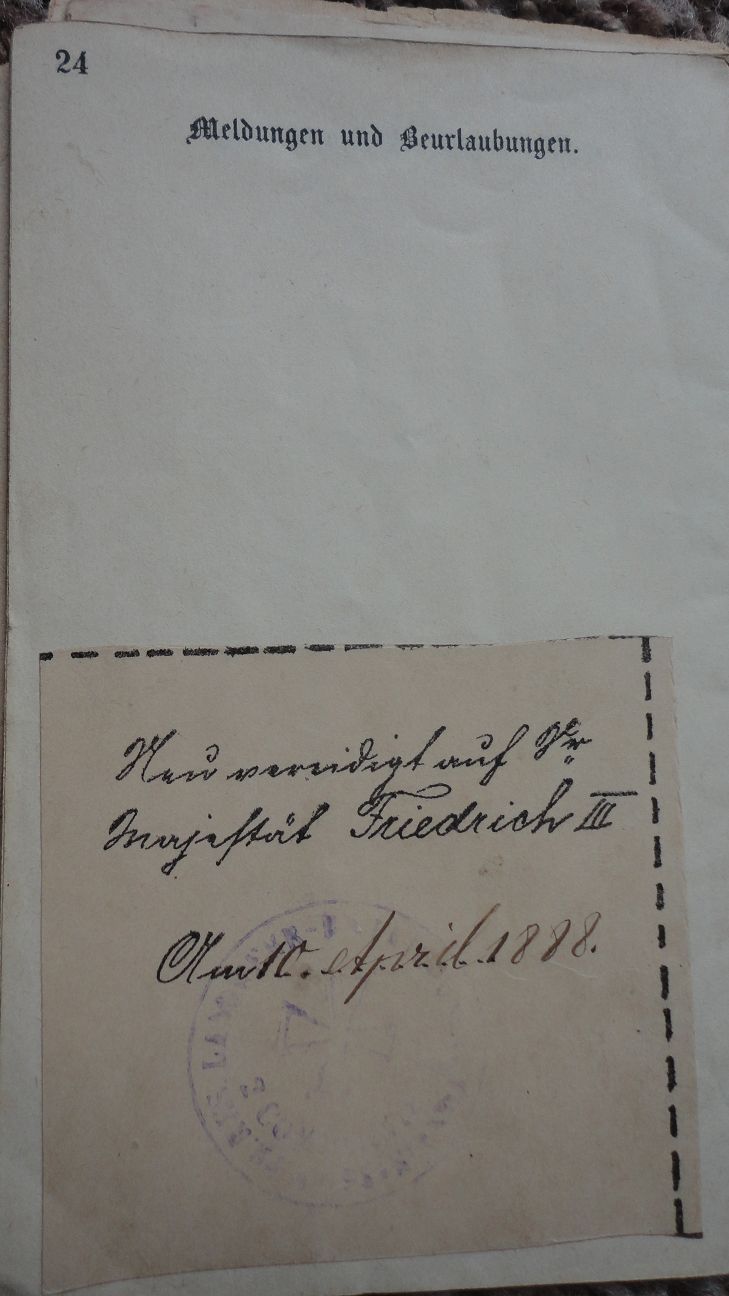 24
Meldungen und Beurlaubungen.
Neu vereidigt auf Sr
Majestät Friedrich III
Am 10. April 1888.